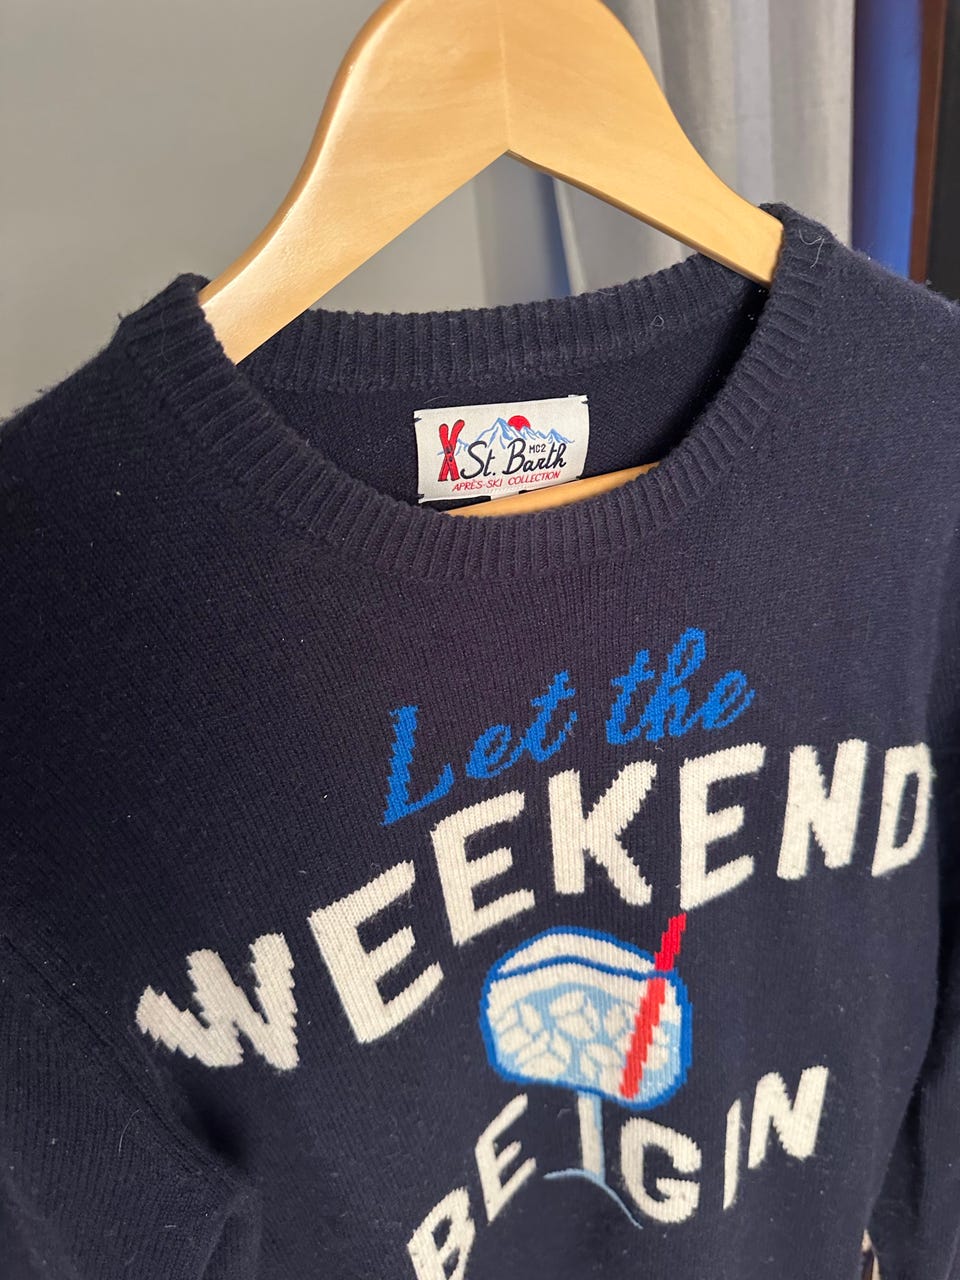 MC2
St. Barth
APRÈS-SKI COLLECTION
Let the
WEEKEND
BEGIN